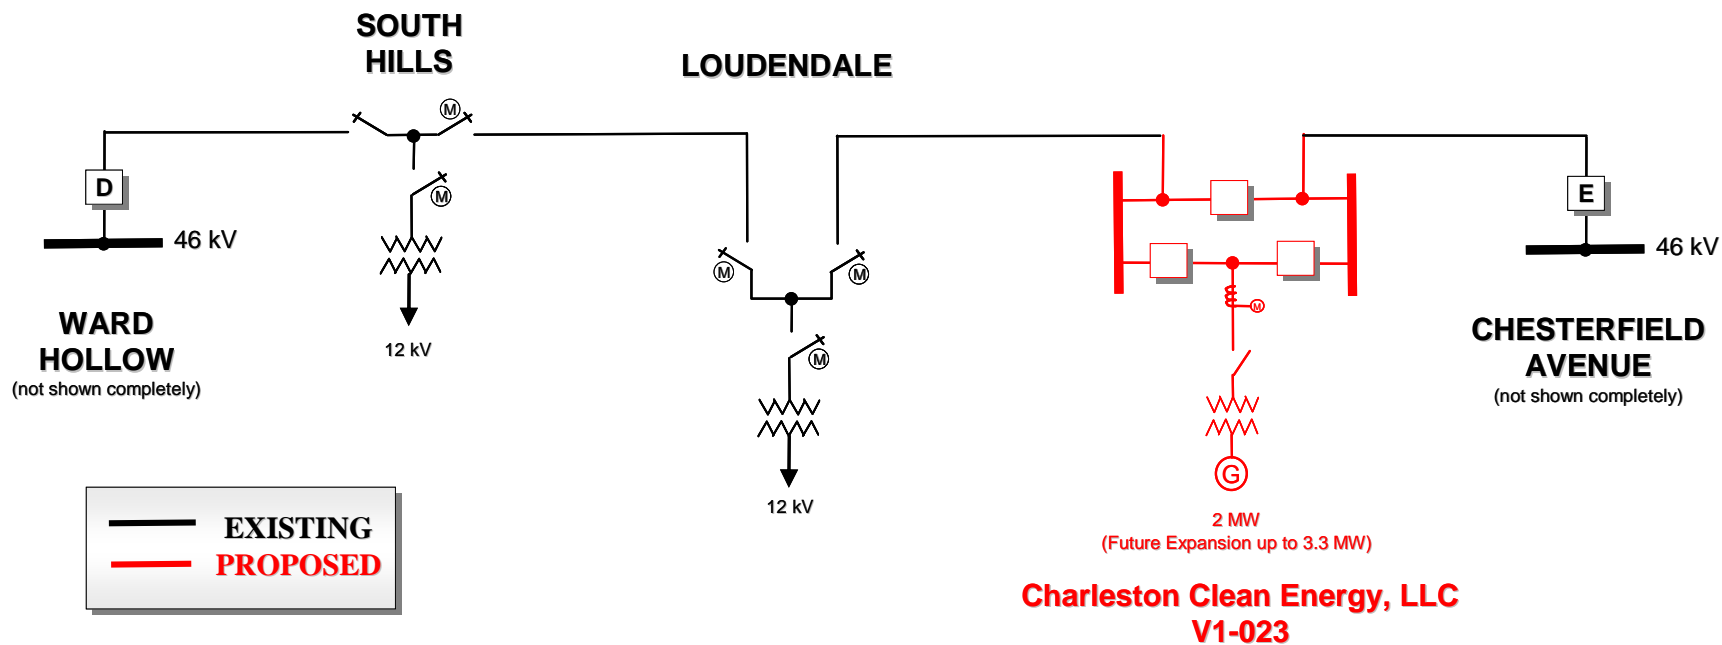 SOUTH
HILLS
LOUDENDALE
M
D
46 kV
M
E
46 kV
M
M
M
M
WARD
HOLLOW
(not shown completely)
12 kV
M
12 kV
G
2 MW
(Future Expansion up to 3.3 MW)
Charleston Clean Energy, LLC
V1-023
CHESTERFIELD
AVENUE
(not shown completely)
EXISTING
PROPOSED